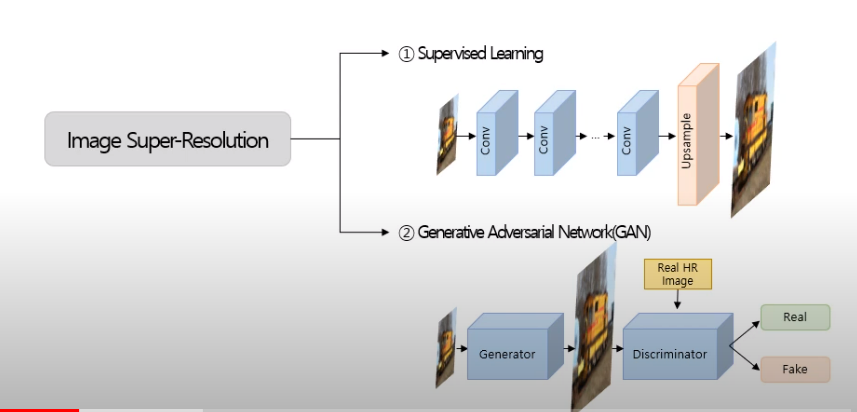 Image Super-Resolution
① Supervised Learning
Conv
Conv
...
Conv
Upsample
② Generative Adversarial Network(GAN)
Real HR
Image
Generator
Discriminator
Real
Fake